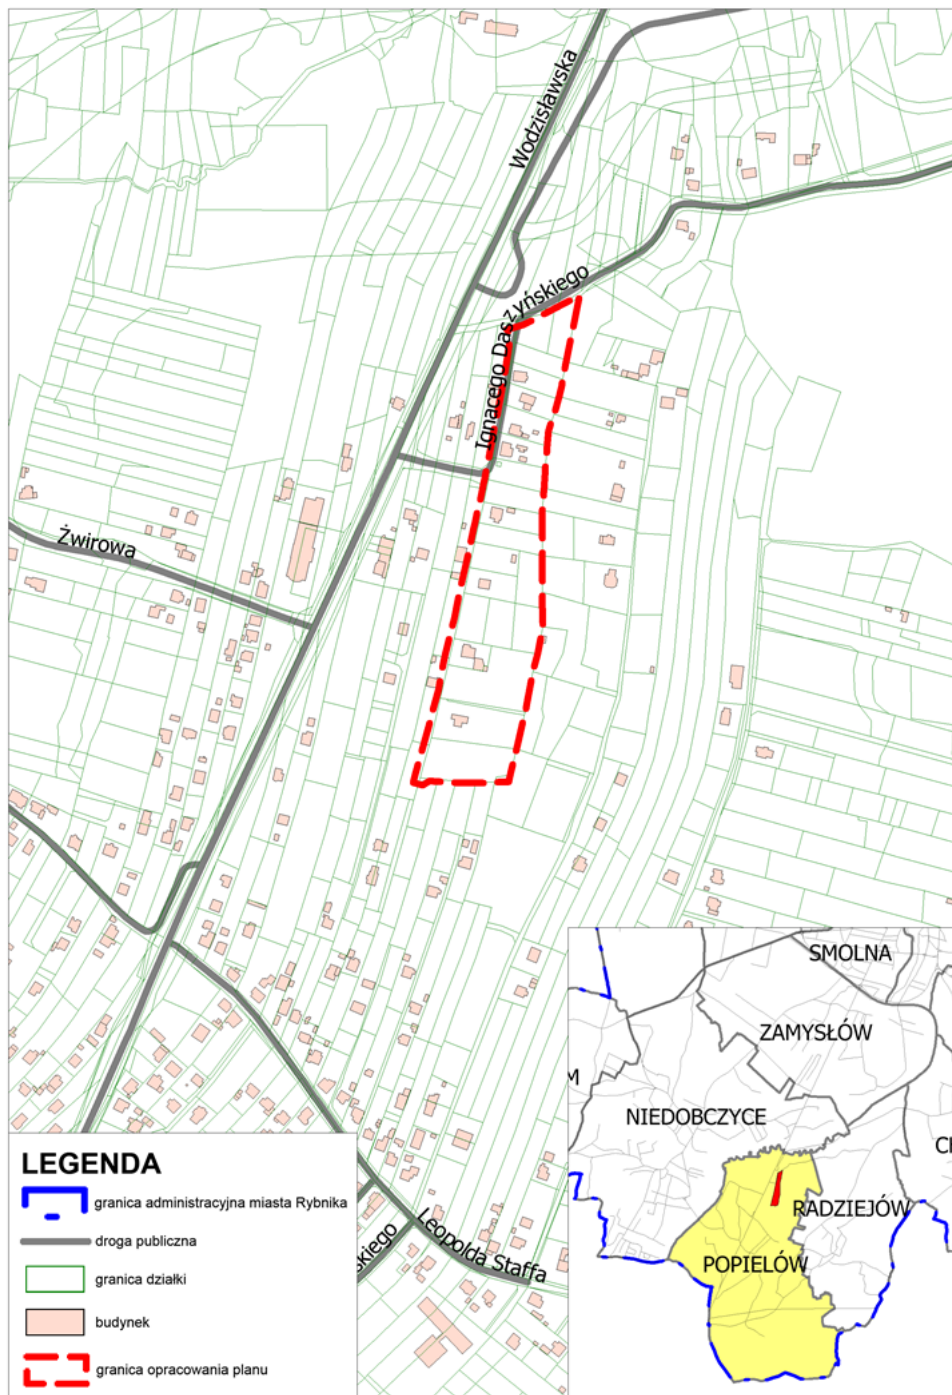 Wodzisławska
Ignacego Daszyńskiego
Żwirowa
SMOLNA
ZAMYSŁÓW
M
NIEDOBCZYCE
RADZIEJÓW
POPIELÓW
Leopolda Staffa
skiego
LEGENDA
granica administracyjna miasta Rybnika
droga publiczna
granica działki
budynek
granica opracowania planu